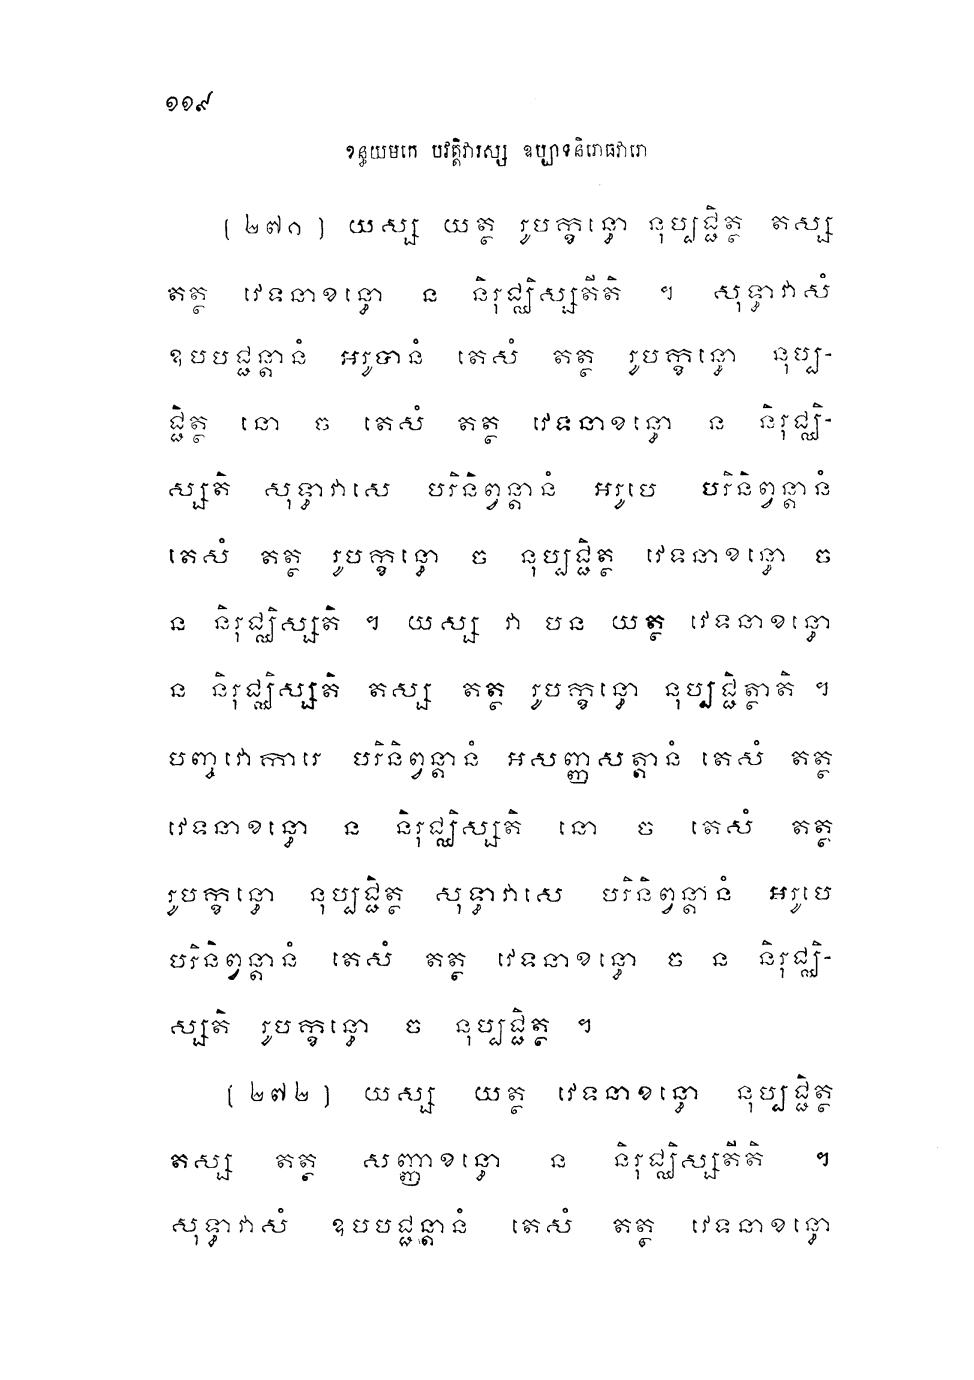 ១១៩
ខន្ធយមកេ បវត្តិវារស្ស ឧប្បាទនិរោធវារោ
(២៧១) យស្ស យត្ថ រូបក្ខន្ធោ នុប្បជ្ជិត្ថ តស្ស
តត្ថ វេទនាខន្ធោ ន និរុជ្ឈិស្សតីតិ ។ សុទ្ធាវាសំ
ឧបបជ្ជន្តានំ អរូបានំ តេសំ តត្ថ រូបក្ខន្ធោ នុប្ប-
ជ្ជិត្ថ នោ ច តេសំ តត្ថ វេទនាខន្ធោ ន និរុជ្ឈិ-
ស្សតិ សុទ្ធាវាសេ បរិនិព្វន្តានំ អរូបេ បរិនិព្វន្តានំ
តេសំ តត្ថ រូបក្ខន្ធោ ច នុប្បជ្ជិត្ថ វេទនាខន្ធោ ច
ន និរុជ្ឈិស្សតិ ។ យស្ស វា បន យត្ថ វេទនាខន្ធោ
ន និរុជ្ឈិស្សតិ តស្ស តត្ថ រូបក្ខន្ធោ នុប្បជ្ជិត្ថាតិ ។
បញ្ចវោការេ បរិនិព្វន្តានំ អសញ្ញសត្តានំ តេសំ តត្ថ
វេទនាខន្ធោ ន និរុជ្ឈិស្សតិ នោ ច តេសំ តត្ថ
រូបក្ខន្ធោ នុប្បជ្ជិត្ថ សុទ្ធាវាសេ បរិនិព្វន្តានំ អរូបេ
បរិនិព្វន្តានំ តេសំ តត្ថ វេទនាខន្ធោ ច ន និរុជ្ឈិ-
ស្សតិ រូបក្ខន្ធោ ច នុប្បជ្ជិត្ថ ។
(២៧២) យស្ស យត្ថ វេទនាខន្ធោ នុប្បជ្ជិត្ថ
តស្ស តត្ថ សញ្ញាខន្ធោ ន និរុជ្ឈិស្សតីតិ ។
សុទ្ធាវាសំ ឧបបជ្ជន្តានំ តេសំ តត្ថ វេទនាខន្ធោ